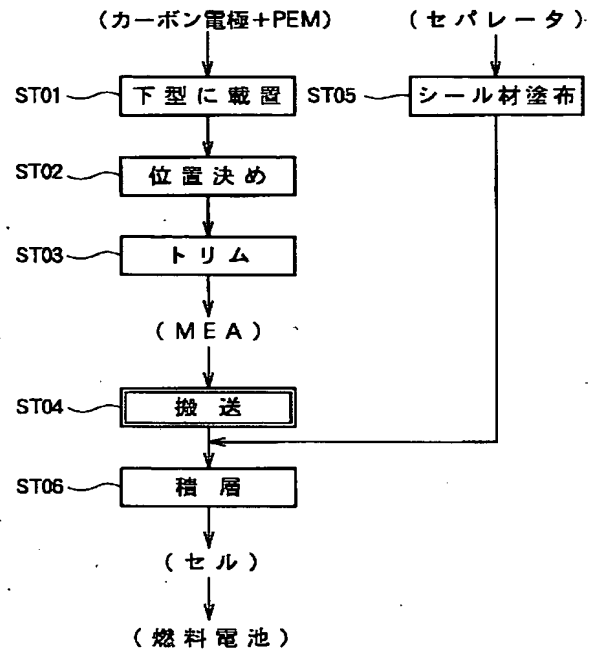 (カーボン電極+PEM)
(セパレータ)
ST01 下型に載置
ST05 シール材塗布
ST02 位置決め
ST03 トリム
(MEA)
ST04 搬送
ST06 積層
(セル)
(燃料電池)